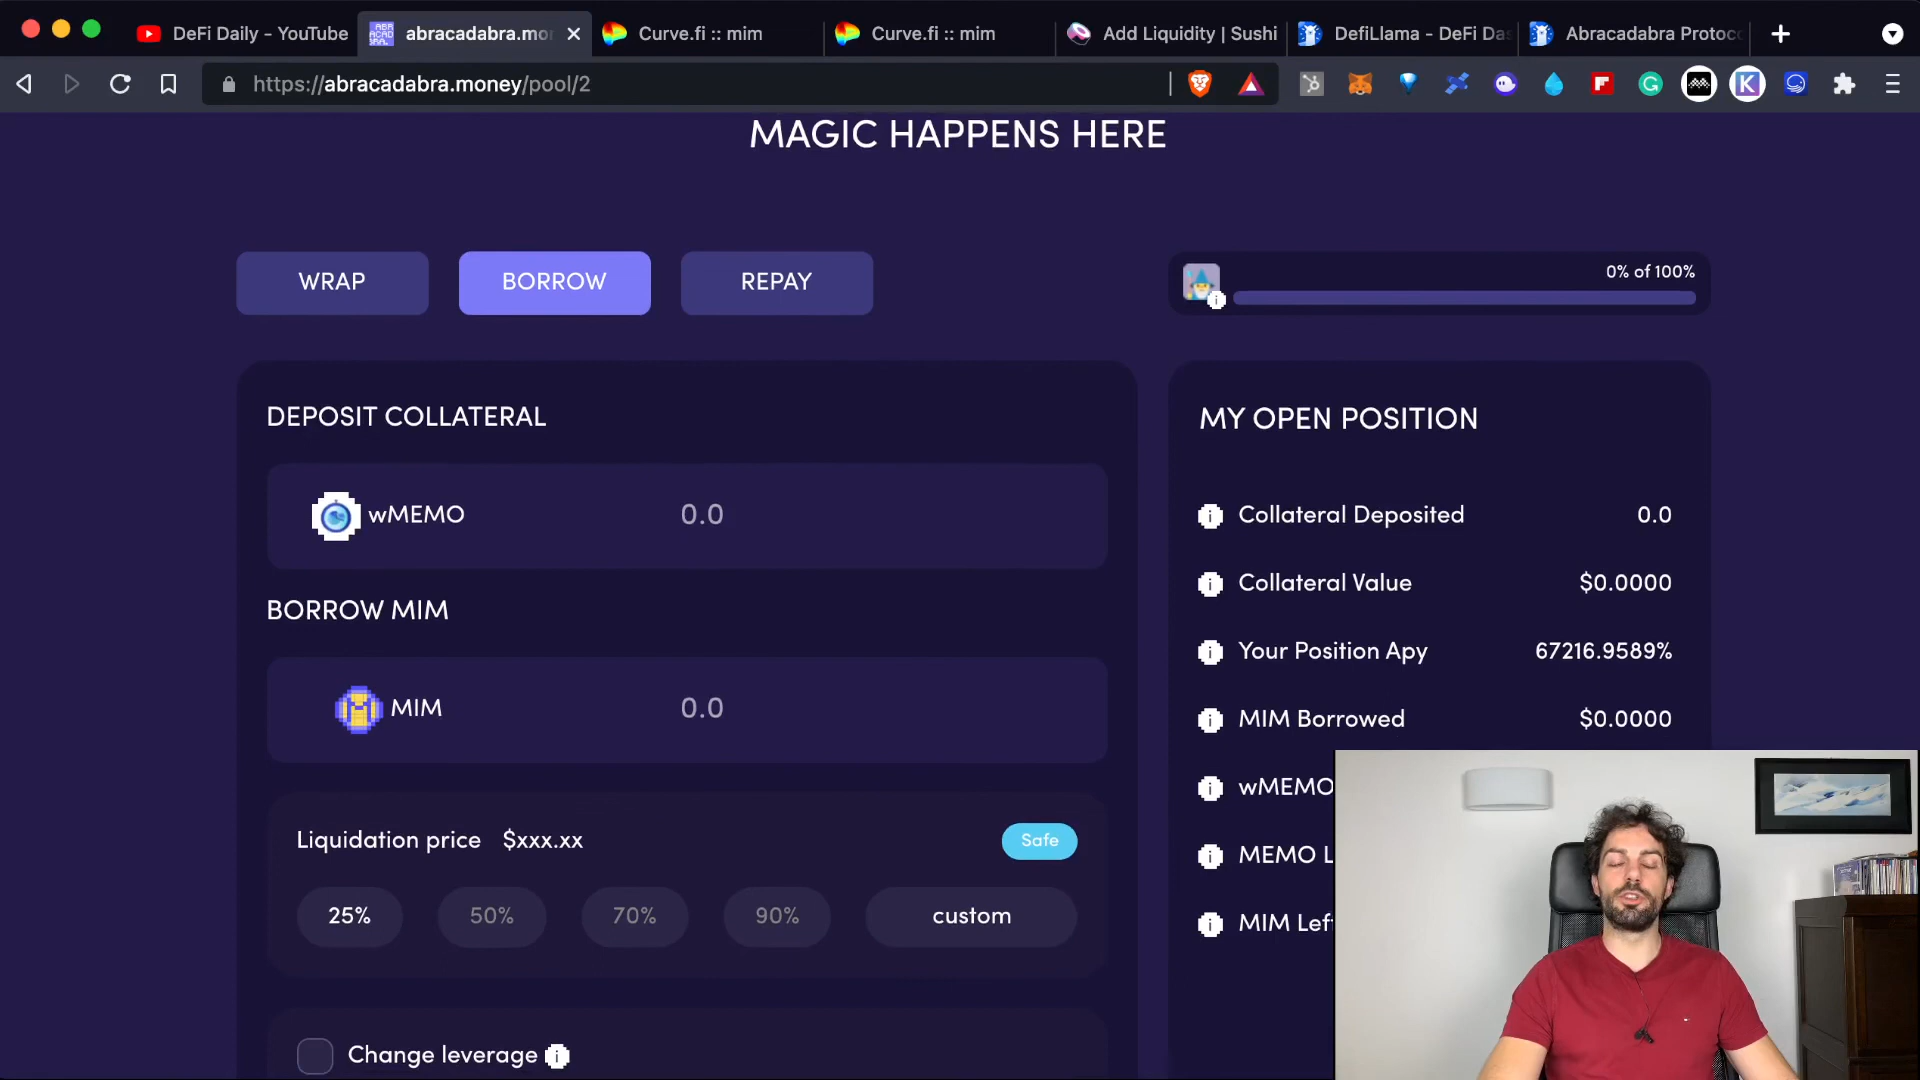 DeFi Daily - YouTube
abracadabra.mo
Curve.fi :: mim
Curve.fi :: mim
Add Liquidity | Sushi
DefiLlama - DeFi Das
Abracadabra Protoc
https://abracadabra.money/pool/2
MAGIC HAPPENS HERE
WRAP
BORROW
REPAY
0% of 100%
DEPOSIT COLLATERAL
wMEMO
0.0
BORROW MIM
MIM
0.0
Liquidation price $xxx.xx
Safe
25%
50%
70%
90%
custom
Change leverage
MY OPEN POSITION
Collateral Deposited
0.0
Collateral Value
$0.0000
Your Position Apy
67216.9589%
MIM Borrowed
$0.0000
wMEMO
MEMO L
MIM Left